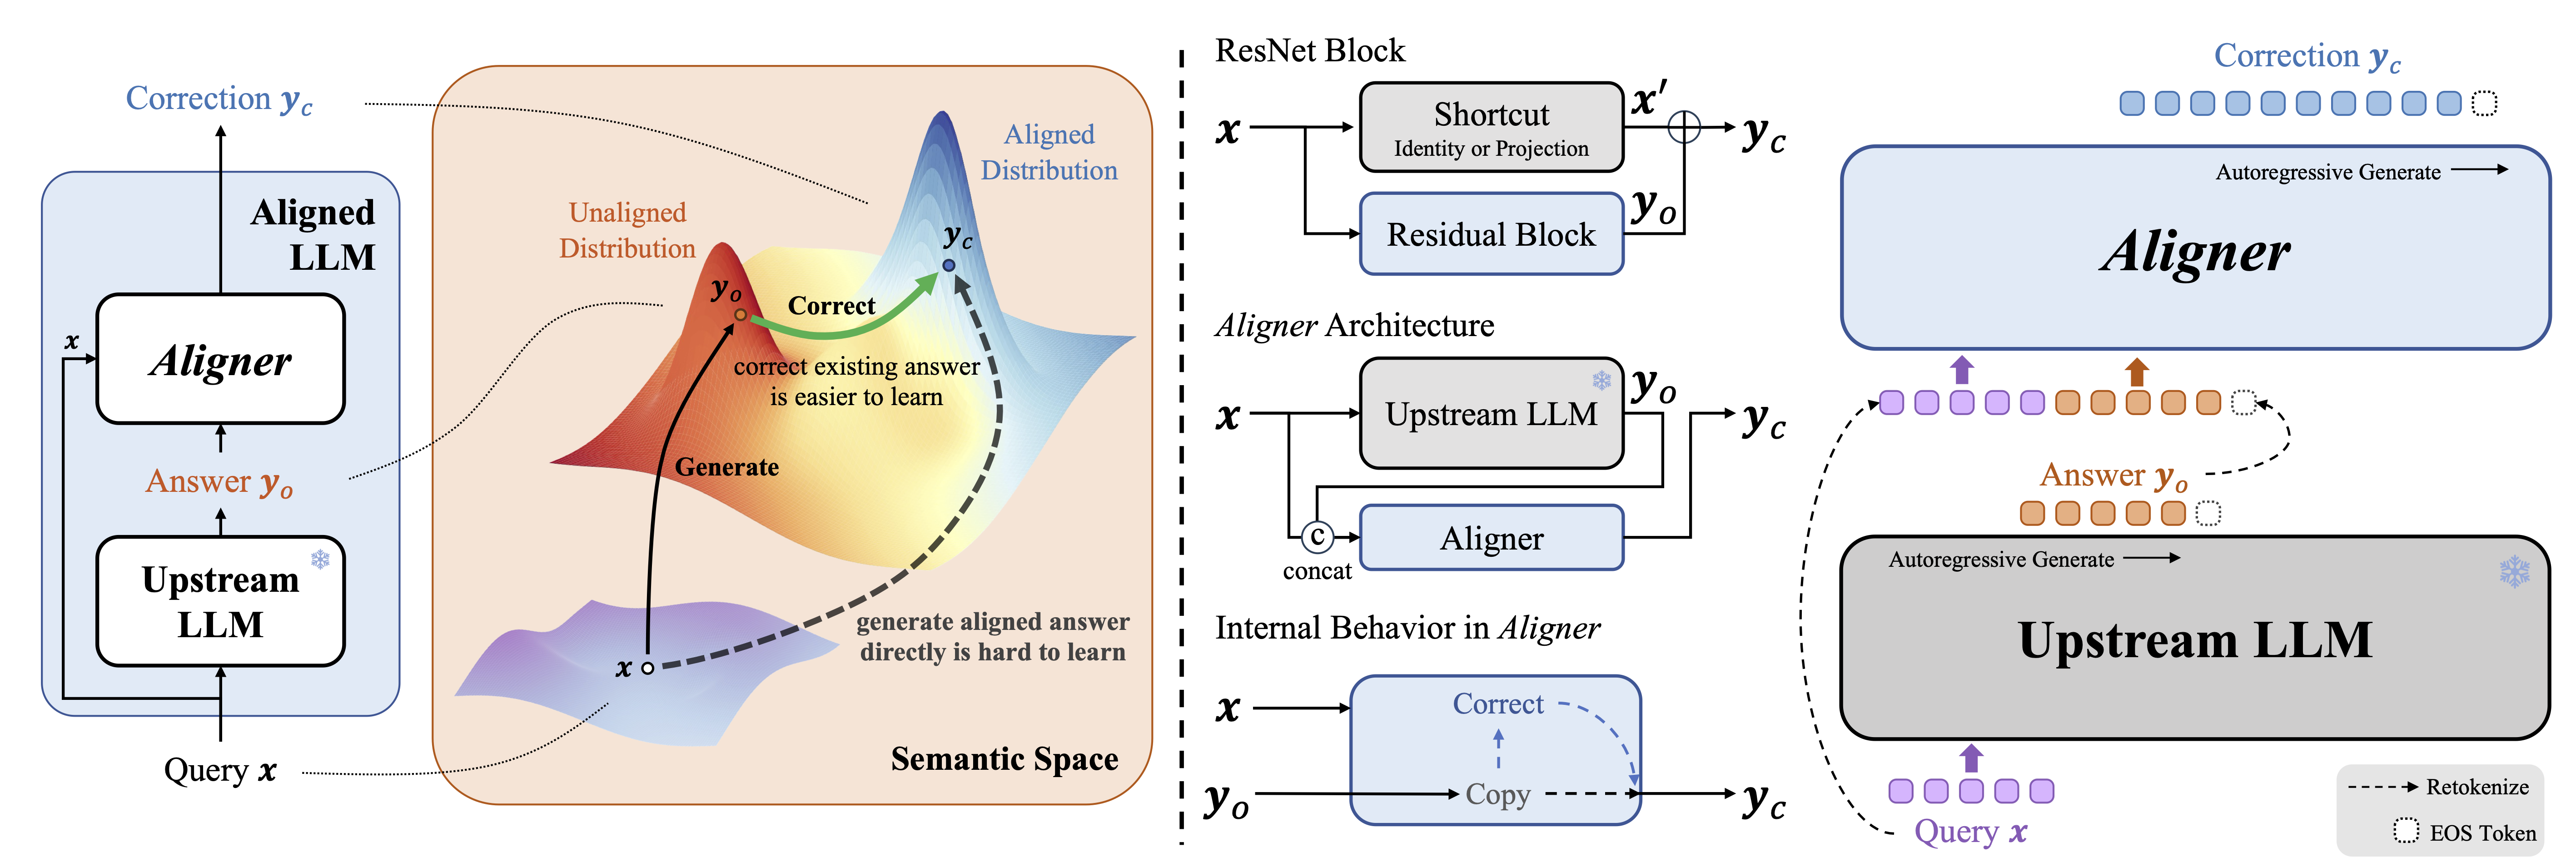 Correction y_c
Aligned
LLM
x
Aligner
Answer y_o
Upstream
LLM
Query x
Aligned
Distribution
Unaligned
Distribution
y_c
y_o
Correct
correct existing answer
is easier to learn
Generate
generate aligned answer
directly is hard to learn
x
Semantic Space
ResNet Block
x
Shortcut
Identity or Projection
x′
y_c
Residual Block
y_o
Aligner Architecture
x
Upstream LLM
y_o
y_c
c
concat
Aligner
Internal Behavior in Aligner
x
Correct
y_o
Copy
y_c
Correction y_c
Autoregressive Generate
Aligner
Answer y_o
Autoregressive Generate
Upstream LLM
Query x
Retokenize
EOS Token